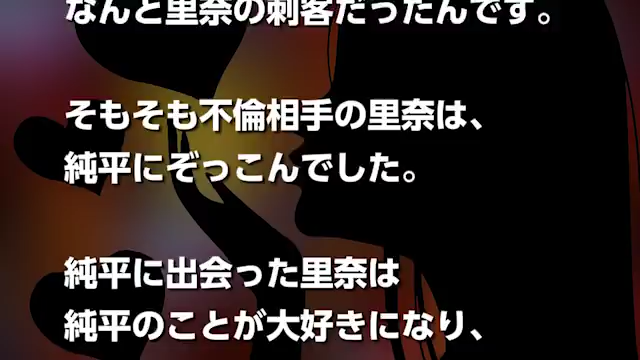 なんと里奈の刺客だったんです。
そもそも不倫相手の里奈は、
純平にぞっこんでした。
純平に出会った里奈は
純平のことが大好きになり、